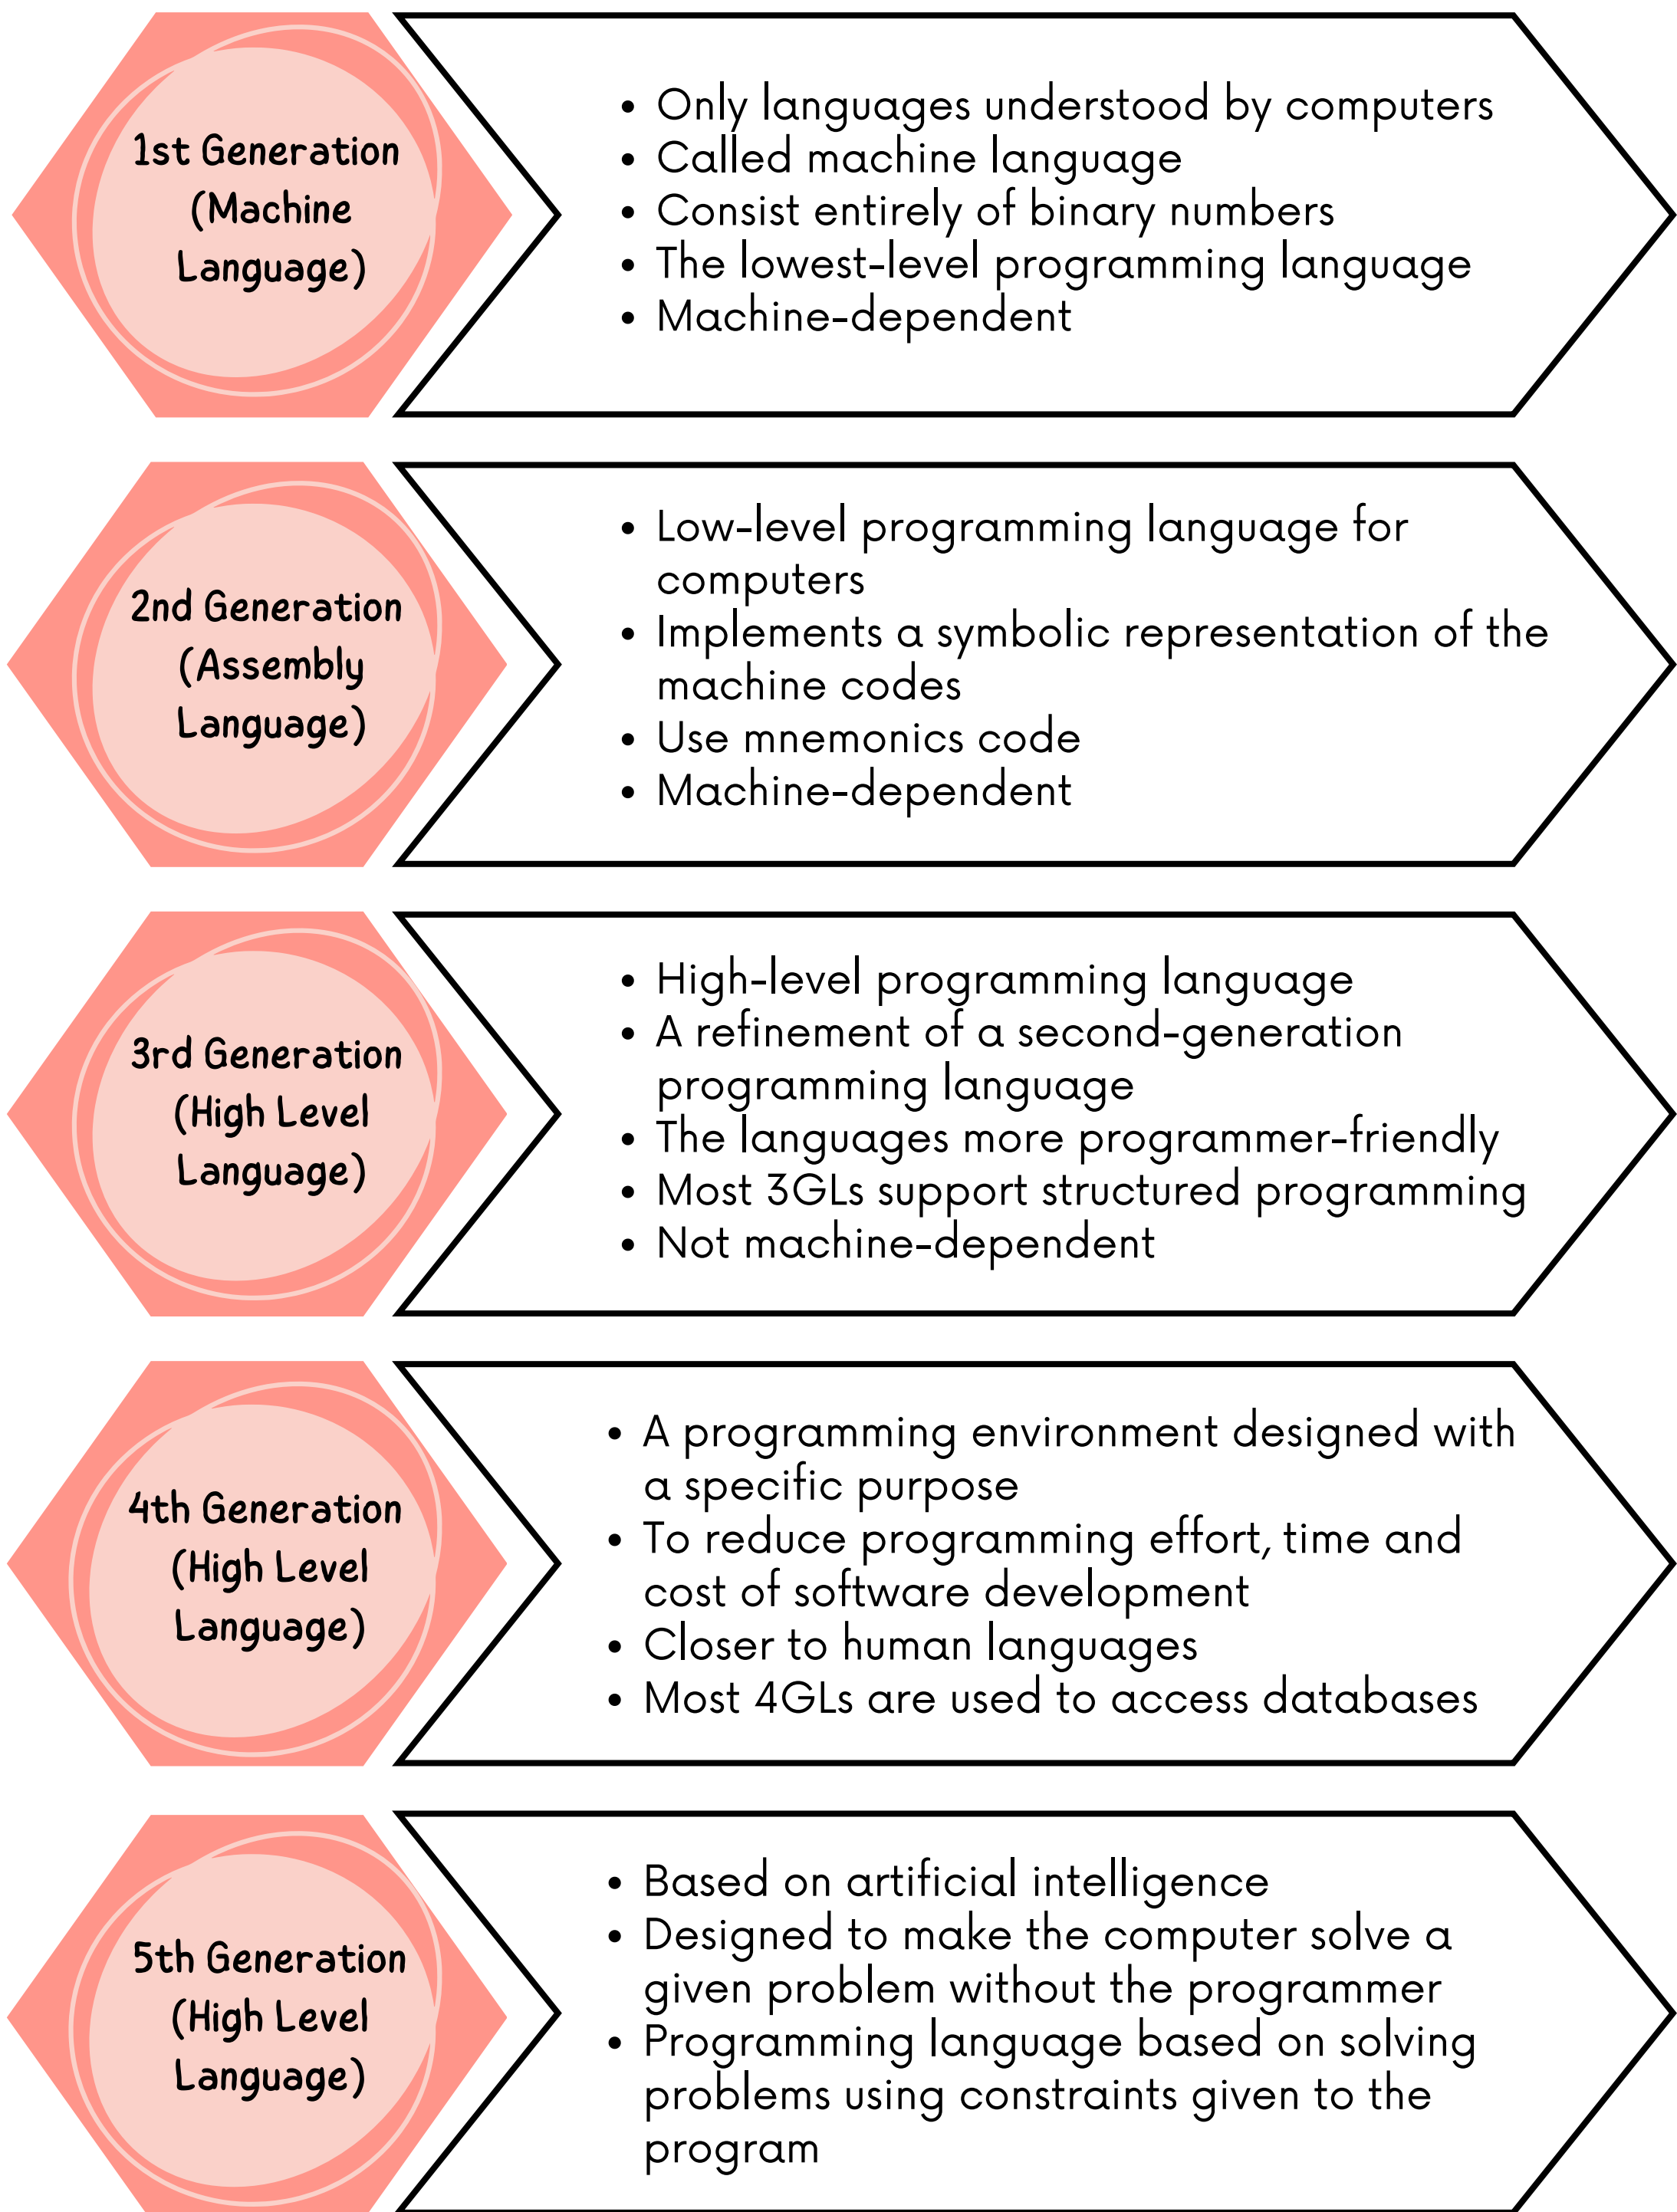 1st Generation
(Machine
Language)
• Only languages understood by computers
• Called machine language
• Consist entirely of binary numbers
• The lowest-level programming language
• Machine-dependent
2nd Generation
(Assembly
Language)
• Low-level programming language for
computers
• Implements a symbolic representation of the
machine codes
• Use mnemonics code
• Machine-dependent
3rd Generation
(High Level
Language)
• High-level programming language
• A refinement of a second-generation
programming language
• The languages more programmer-friendly
• Most 3GLs support structured programming
• Not machine-dependent
4th Generation
(High Level
Language)
• A programming environment designed with
a specific purpose
• To reduce programming effort, time and
cost of software development
• Closer to human languages
• Most 4GLs are used to access databases
5th Generation
(High Level
Language)
• Based on artificial intelligence
• Designed to make the computer solve a
given problem without the programmer
• Programming language based on solving
problems using constraints given to the
program